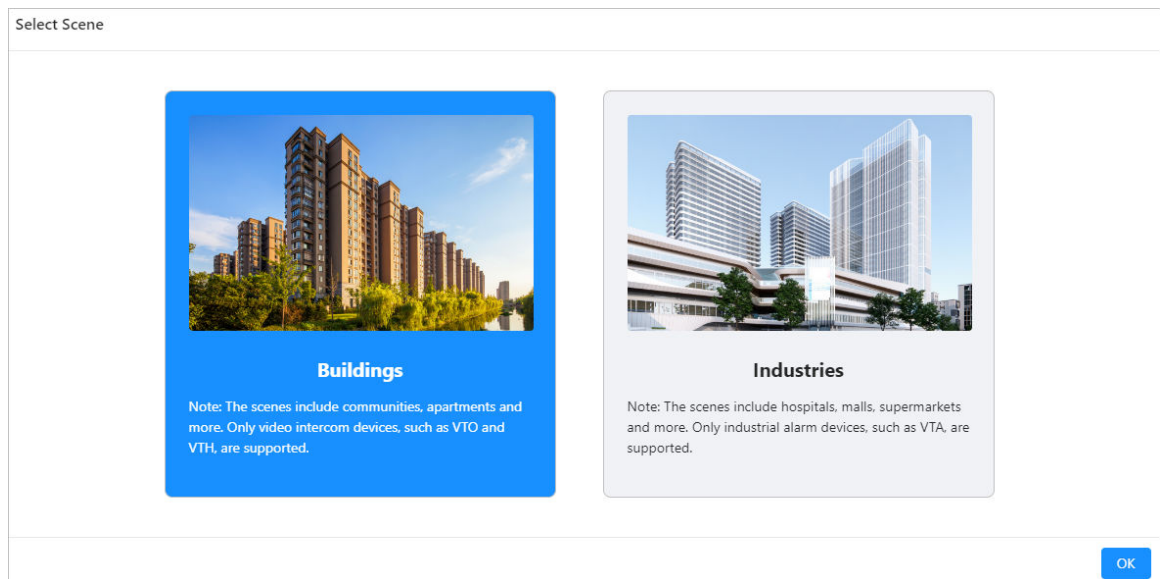 Select Scene
Buildings
Note: The scenes include communities, apartments and
more. Only video intercom devices, such as VTO and
VTH, are supported.
Industries
Note: The scenes include hospitals, malls, supermarkets
and more. Only industrial alarm devices, such as VTA, are
supported.
OK